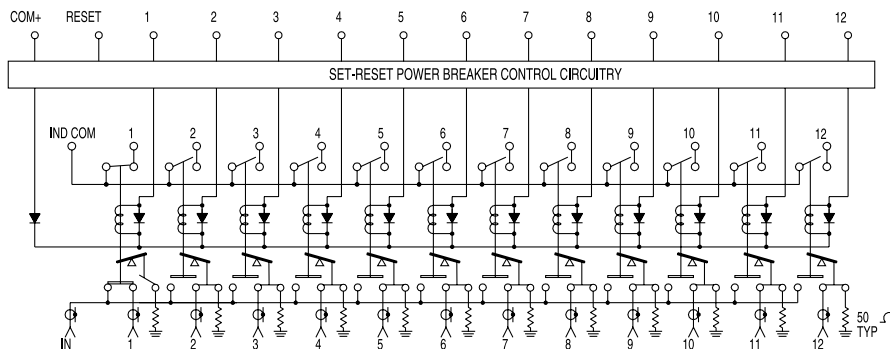 COM+ RESET 1 2 3 4 5 6 7 8 9 10 11 12
SET-RESET POWER BREAKER CONTROL CIRCUITRY
IND COM 1 2 3 4 5 6 7 8 9 10 11 12
IN 1 2 3 4 5 6 7 8 9 10 11 12 50
TYP